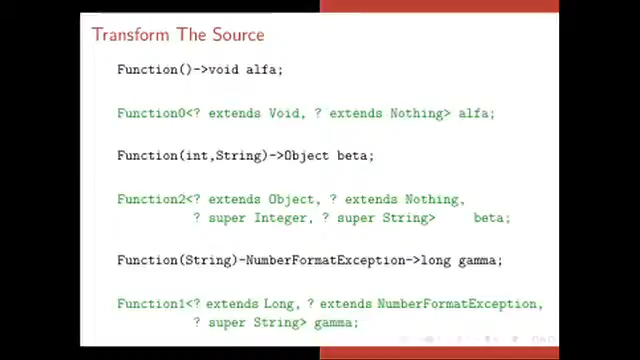 Transform The Source
Function()->void alfa;
Function0<? extends Void, ? extends Nothing> alfa;
Function(int,String)->Object beta;
Function2<? extends Object, ? extends Nothing,
? super Integer, ? super String> beta;
Function(String)-NumberFormatException->long gamma;
Function1<? extends Long, ? extends NumberFormatException,
? super String> gamma;